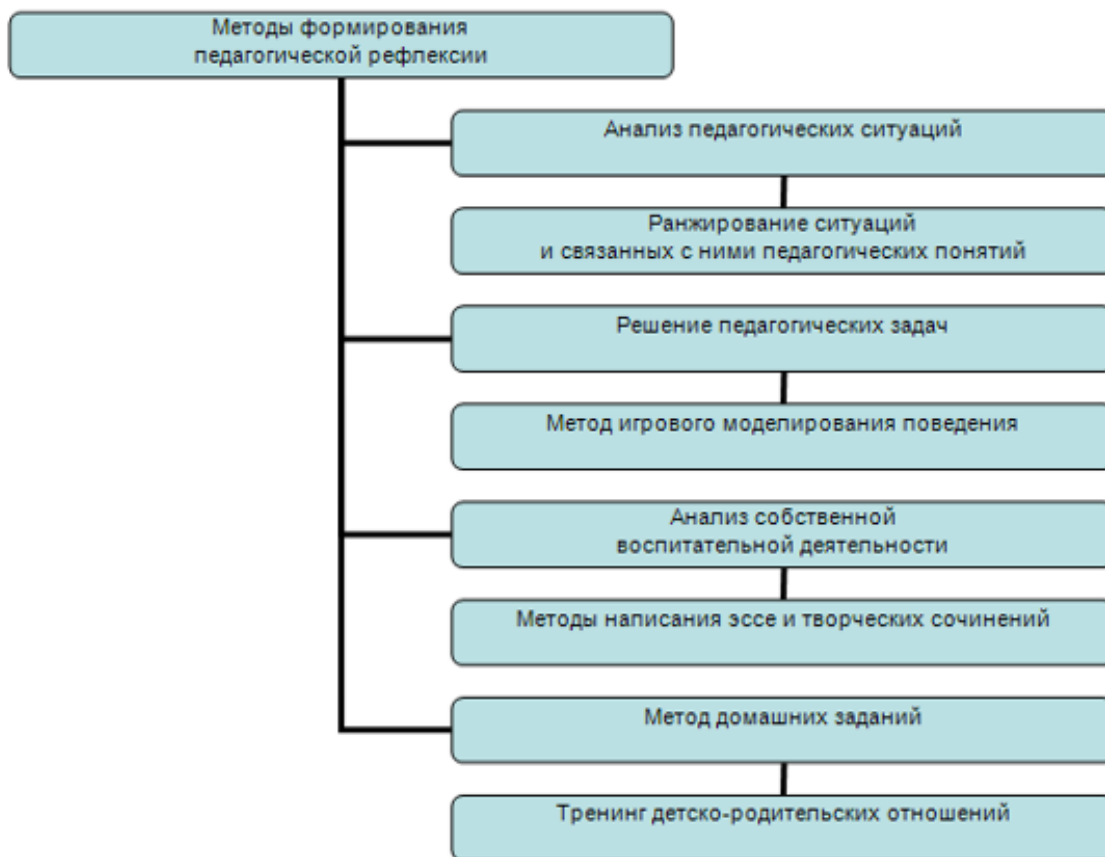 Методы формирования
педагогической рефлексии
Анализ педагогических ситуаций
Ранжирование ситуаций
и связанных с ними педагогических понятий
Решение педагогических задач
Метод игрового моделирования поведения
Анализ собственной
воспитательной деятельности
Методы написания эссе и творческих сочинений
Метод домашних заданий
Тренинг детско-родительских отношений